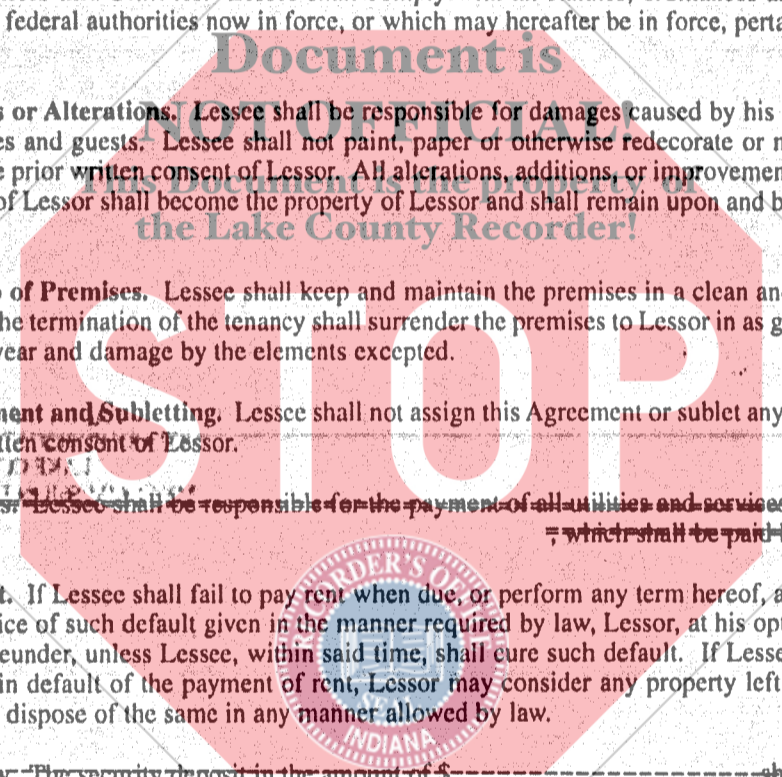 federal authorities now in force, or which may hereafter be in force, perta
Document is
s or Alterations. Lessee shall be responsible for damages caused by his
NOT OFFICIAL!
es and guests. Lessee shall not paint, paper or otherwise redecorate or m
e prior written consent of Lessor. All alterations, additions, or improvemen
This Document is the property of
of Lessor shall become the property of Lessor and shall remain upon and b
the Lake County Recorder!
of Premises. Lessee shall keep and maintain the premises in a clean an
he termination of the tenancy shall surrender the premises to Lessor in as g
vear and damage by the elements excepted.
STOP
nent and Subletting. Lessee shall not assign this Agreement or sublet any
tten consent of Lessor.
s. Lessee shall be responsible for the payment of all utilities and services
, which shall be paid
RECORDER'S OFFICE
t. If Lessee shall fail to pay rent when due, or perform any term hereof, a
ice of such default given in the manner required by law, Lessor, at his opt
eunder, unless Lessee, within said time, shall cure such default. If Lesse
in default of the payment of rent, Lessor may consider any property left
dispose of the same in any manner allowed by law.
INDIANA
The security deposit in the amount of $